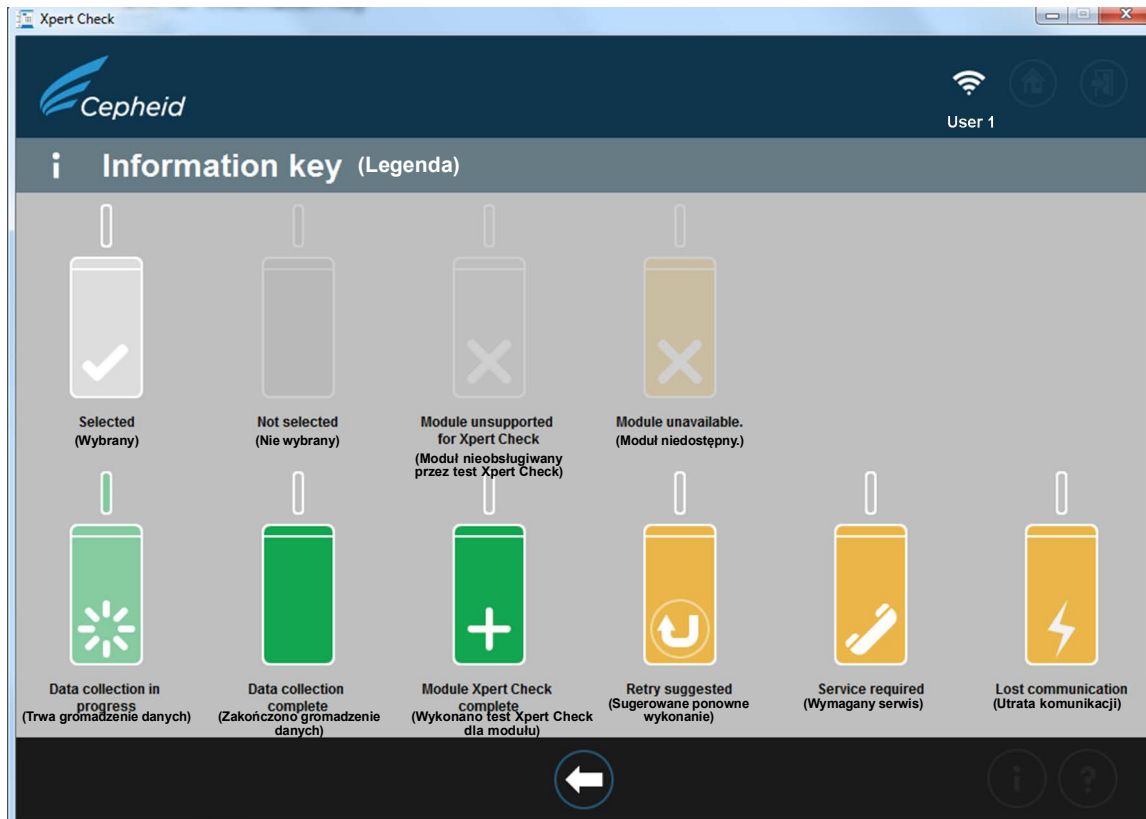 Xpert Check
Cepheid
User 1
i Information key (Legenda)
Selected
(Wybrany)
Not selected
(Nie wybrany)
Module unsupported
for Xpert Check
(Moduł nieobsługiwany
przez test Xpert Check)
Module unavailable.
(Moduł niedostępny.)
Data collection in
progress
(Trwa gromadzenie danych)
Data collection
complete
(Zakończono gromadzenie
danych)
Module Xpert Check
complete
(Wykonano test Xpert Check
dla modułu)
Retry suggested
(Sugerowane ponowne
wykonanie)
Service required
(Wymagany serwis)
Lost communication
(Utrata komunikacji)
i ?